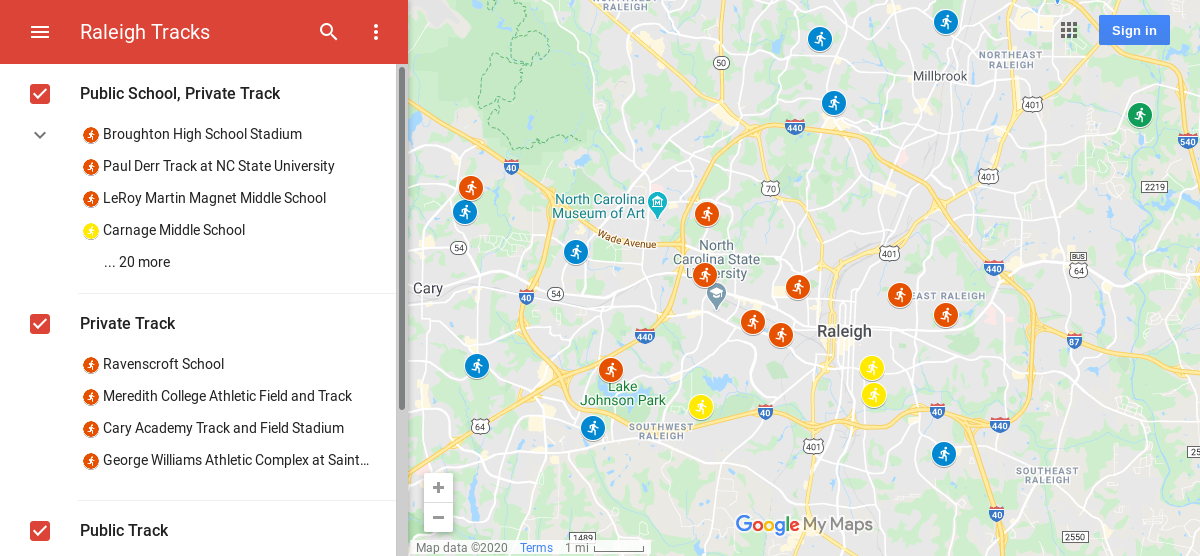 Raleigh Tracks
Public School, Private Track
Broughton High School Stadium
Paul Derr Track at NC State University
LeRoy Martin Magnet Middle School
Carnage Middle School
... 20 more
Private Track
Ravenscroft School
Meredith College Athletic Field and Track
Cary Academy Track and Field Stadium
George Williams Athletic Complex at Saint...
Public Track
RALEIGH
Sign in
NORTHEAST
RALEIGH
50
Millbrook
401
440
540
40
70
401
2219
North Carolina
Museum of Art
Wade Avenue
54
North
Carolina State
University
401
BUS
64
440
Cary
40
54
EAST RALEIGH
440
Raleigh
87
Lake
Johnson Park
64
SOUTHWEST
RALEIGH
40
40
440
401
SOUTHEAST
RALEIGH
40
+
−
Google My Maps
1489
2550
Map data ©2020
Terms
1 mi